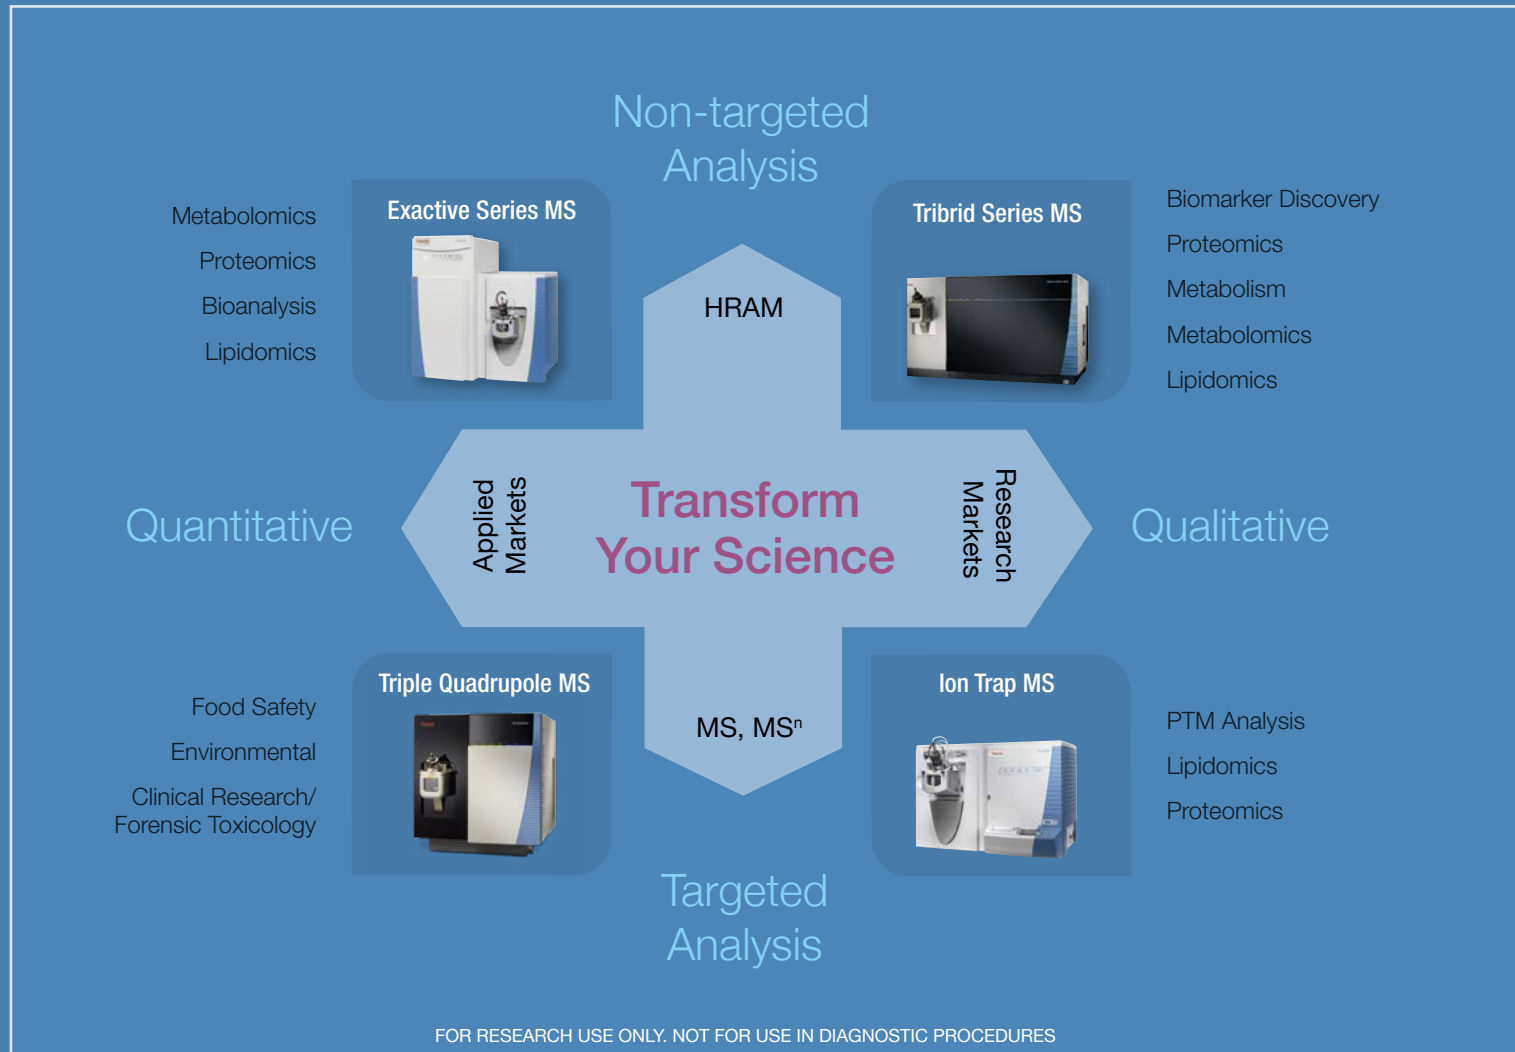 Non-targeted
Analysis
Exactive Series MS
Metabolomics
Proteomics
Bioanalysis
Lipidomics
Tribrid Series MS
Biomarker Discovery
Proteomics
Metabolism
Metabolomics
Lipidomics
HRAM
Quantitative
Applied
Markets
Transform
Your Science
Research
Markets
Qualitative
Triple Quadrupole MS
Food Safety
Environmental
Clinical Research/
Forensic Toxicology
MS, MSⁿ
Ion Trap MS
PTM Analysis
Lipidomics
Proteomics
Targeted
Analysis
FOR RESEARCH USE ONLY. NOT FOR USE IN DIAGNOSTIC PROCEDURES